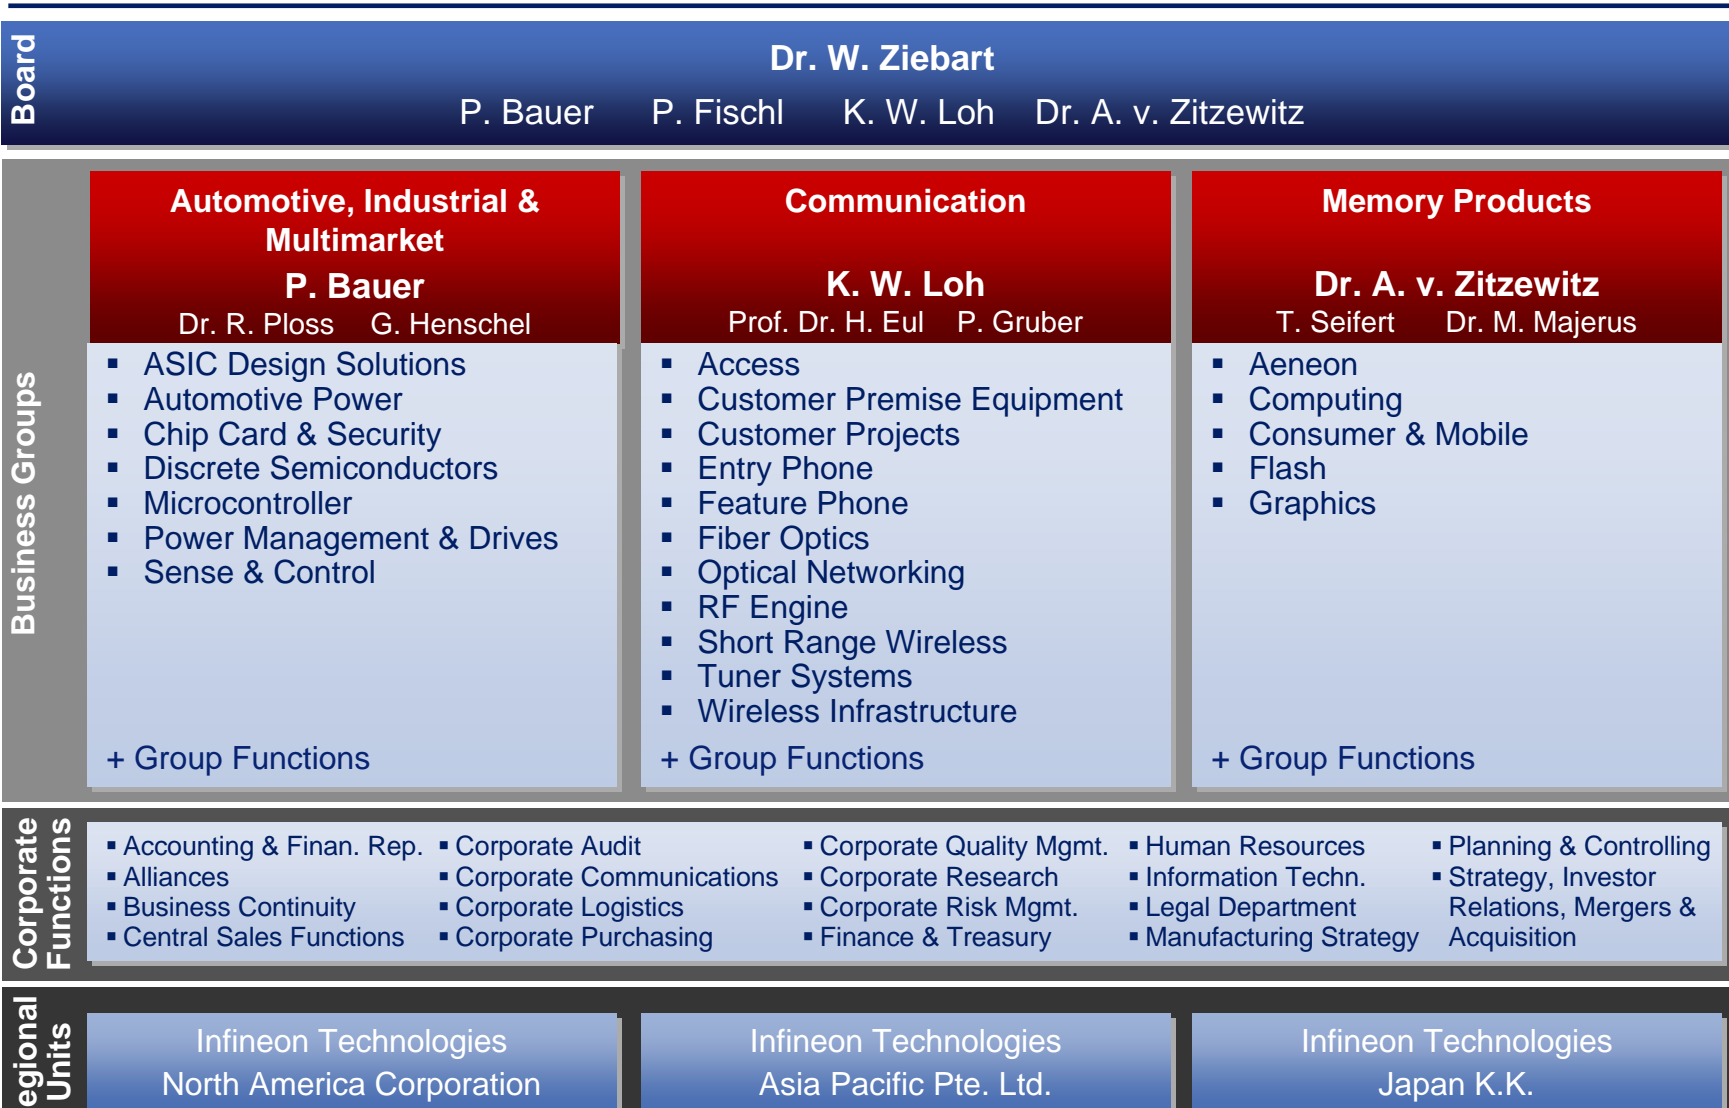 Board
Dr. W. Ziebart
P. Bauer P. Fischl K. W. Loh Dr. A. v. Zitzewitz
Business Groups
Automotive, Industrial &
Multimarket
P. Bauer
Dr. R. Ploss G. Henschel
▪ ASIC Design Solutions
▪ Automotive Power
▪ Chip Card & Security
▪ Discrete Semiconductors
▪ Microcontroller
▪ Power Management & Drives
▪ Sense & Control
+ Group Functions
Communication
K. W. Loh
Prof. Dr. H. Eul P. Gruber
▪ Access
▪ Customer Premise Equipment
▪ Customer Projects
▪ Entry Phone
▪ Feature Phone
▪ Fiber Optics
▪ Optical Networking
▪ RF Engine
▪ Short Range Wireless
▪ Tuner Systems
▪ Wireless Infrastructure
+ Group Functions
Memory Products
Dr. A. v. Zitzewitz
T. Seifert Dr. M. Majerus
▪ Aeneon
▪ Computing
▪ Consumer & Mobile
▪ Flash
▪ Graphics
+ Group Functions
Corporate
Functions
▪ Accounting & Finan. Rep.
▪ Alliances
▪ Business Continuity
▪ Central Sales Functions
▪ Corporate Audit
▪ Corporate Communications
▪ Corporate Logistics
▪ Corporate Purchasing
▪ Corporate Quality Mgmt.
▪ Corporate Research
▪ Corporate Risk Mgmt.
▪ Finance & Treasury
▪ Human Resources
▪ Information Techn.
▪ Legal Department
▪ Manufacturing Strategy
▪ Planning & Controlling
▪ Strategy, Investor
Relations, Mergers &
Acquisition
egional
Units
Infineon Technologies
North America Corporation
Infineon Technologies
Asia Pacific Pte. Ltd.
Infineon Technologies
Japan K.K.